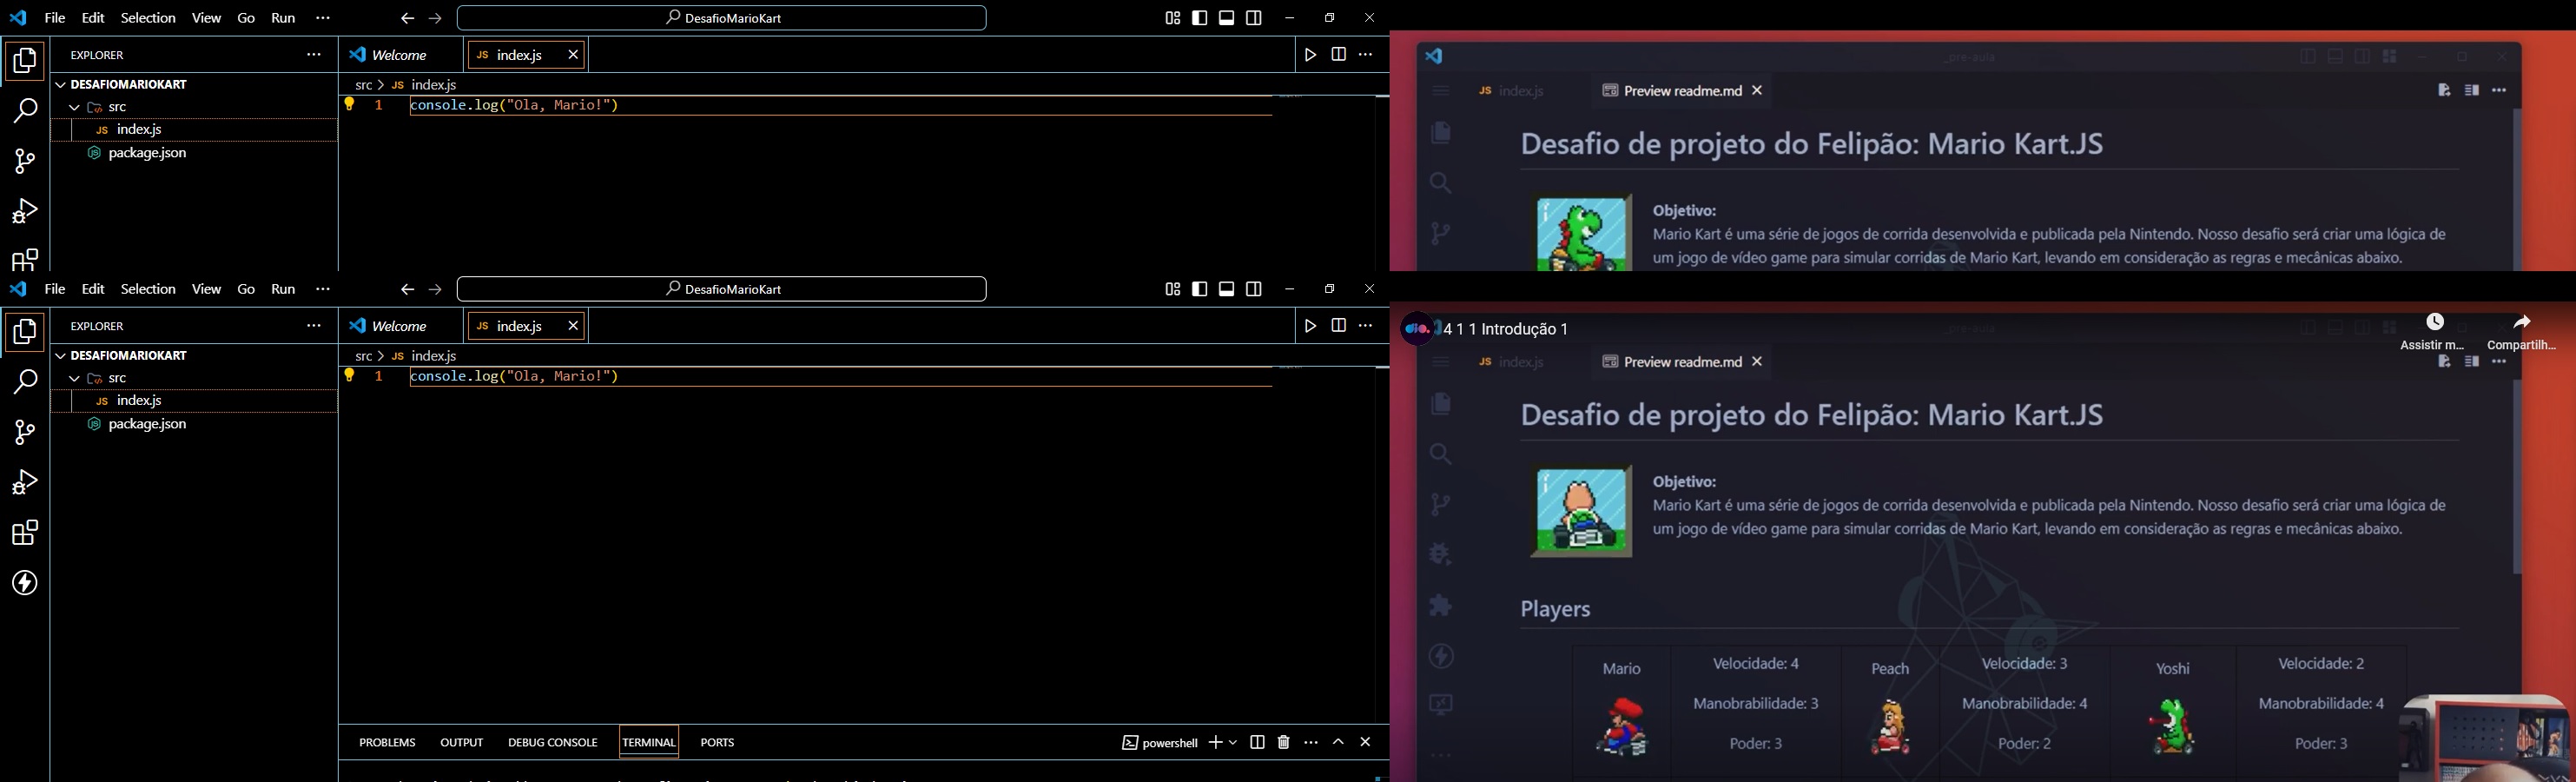 File Edit Selection View Go Run ···
DesafioMarioKart
EXPLORER
Welcome
JS index.js
DESAFIOMARIOKART
src > JS index.js
src
1 console.log("Ola, Mario!")
JS index.js
package.json
_pre-aula
JS index.js
Preview readme.md
Desafio de projeto do Felipão: Mario Kart.JS
Objetivo:
Mario Kart é uma série de jogos de corrida desenvolvida e publicada pela Nintendo. Nosso desafio será criar uma lógica de
um jogo de vídeo game para simular corridas de Mario Kart, levando em consideração as regras e mecânicas abaixo.
File Edit Selection View Go Run ···
DesafioMarioKart
EXPLORER
Welcome
JS index.js
DESAFIOMARIOKART
src > JS index.js
src
1 console.log("Ola, Mario!")
JS index.js
package.json
PROBLEMS OUTPUT DEBUG CONSOLE TERMINAL PORTS
powershell
dio.
4 1 1 Introdução 1
_pre-aula
Assistir m...
Compartilh...
JS index.js
Preview readme.md
Desafio de projeto do Felipão: Mario Kart.JS
Objetivo:
Mario Kart é uma série de jogos de corrida desenvolvida e publicada pela Nintendo. Nosso desafio será criar uma lógica de
um jogo de vídeo game para simular corridas de Mario Kart, levando em consideração as regras e mecânicas abaixo.
Players
Mario
Velocidade: 4
Manobrabilidade: 3
Poder: 3
Peach
Velocidade: 3
Manobrabilidade: 4
Poder: 2
Yoshi
Velocidade: 2
Manobrabilidade: 4
Poder: 3